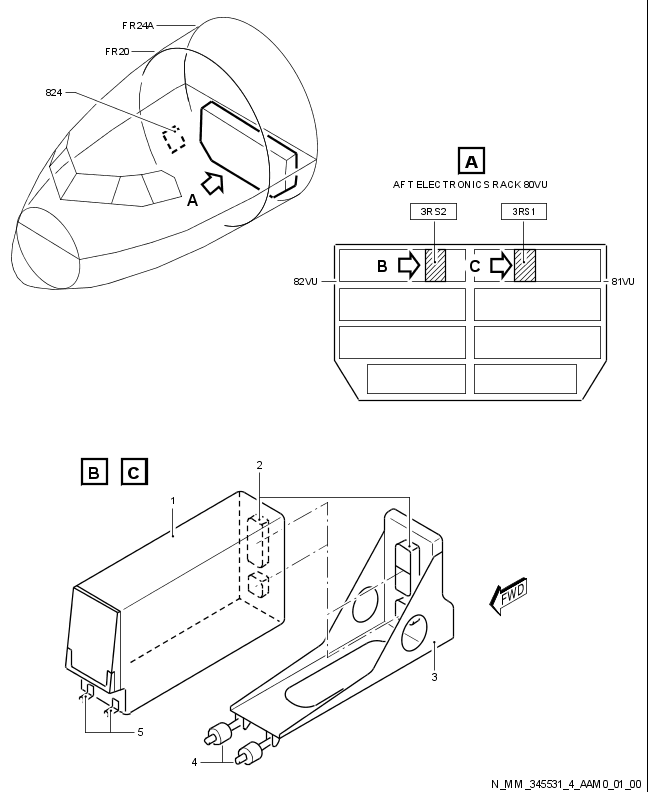 FR24A
FR20
824
A
A
AFT ELECTRONICS RACK 80VU
3RS2
3RS1
B
C
82VU
81VU
B
C
2
1
FWD
3
5
4
N_MM_345531_4_AAM0_01_00